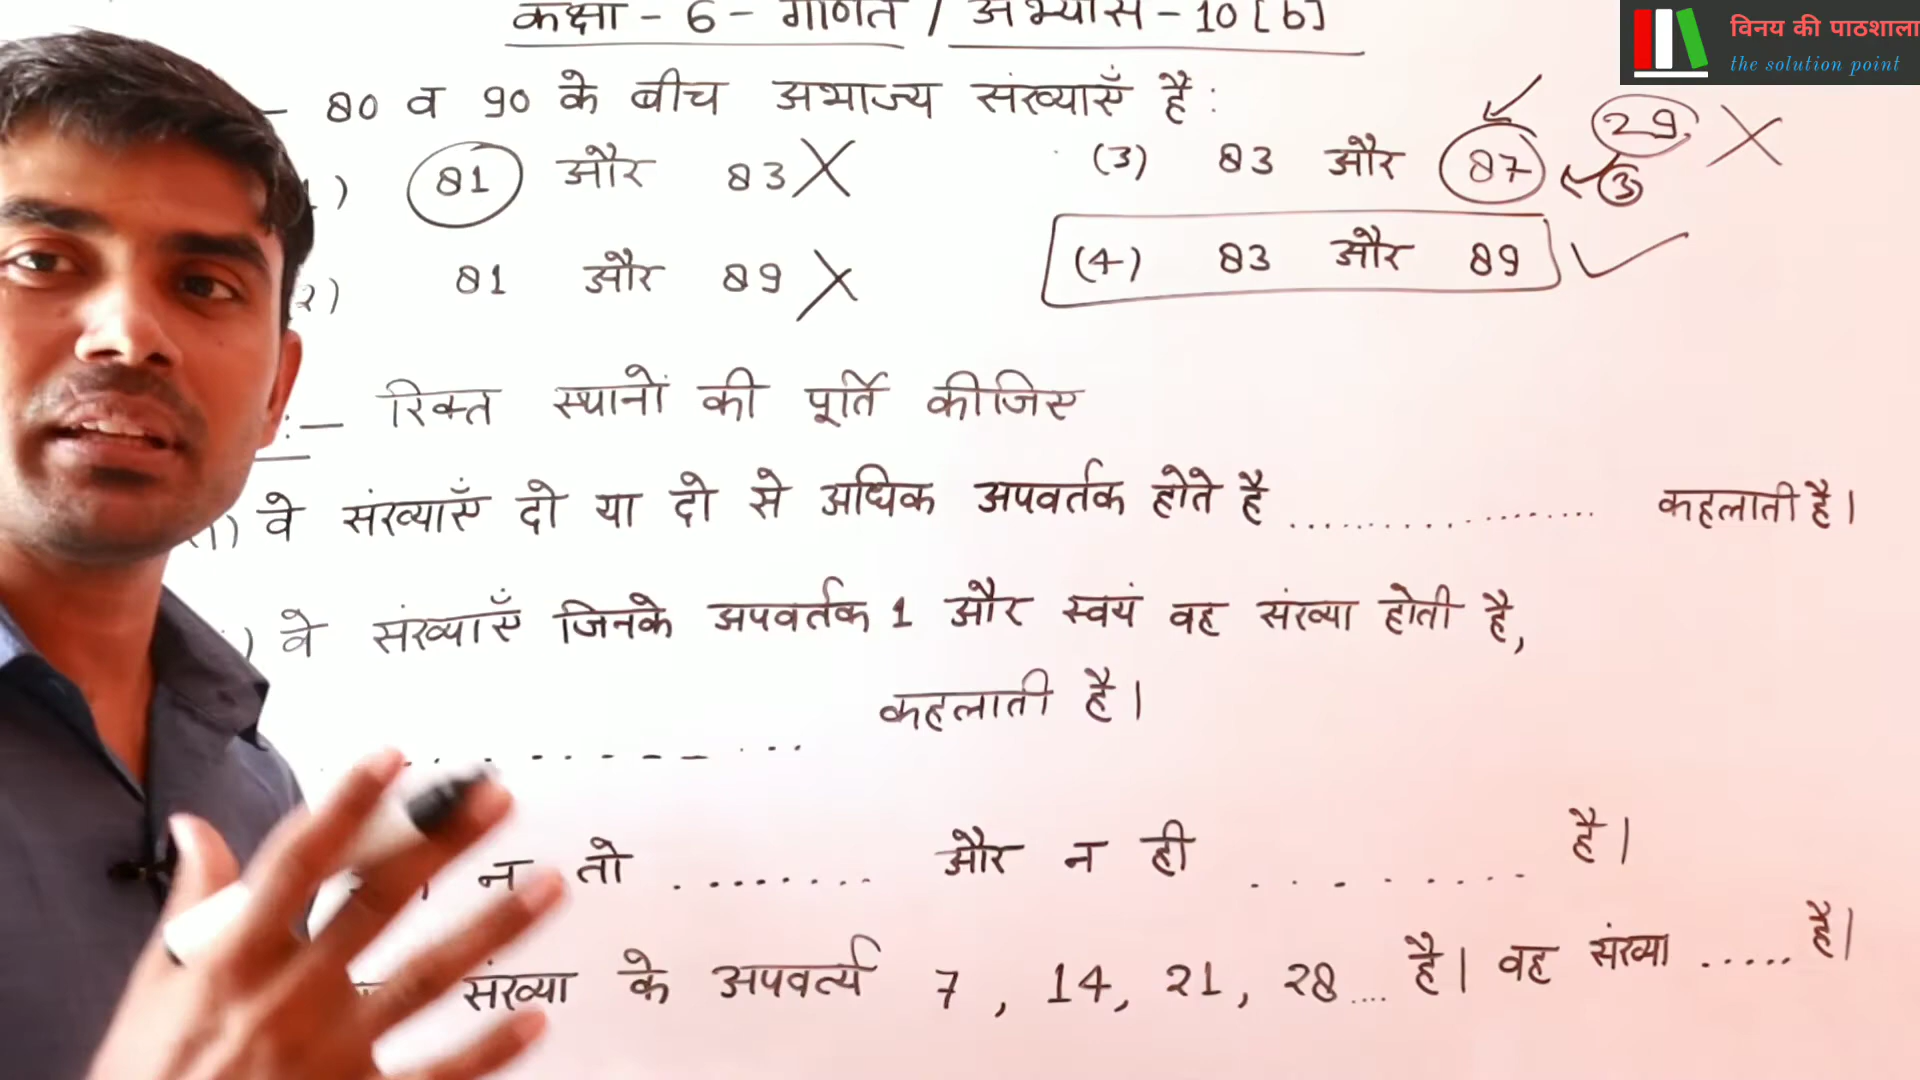 कक्षा - 6 - गणित / अभ्यास - 10 [b]
विनय की पाठशाला
the solution point
- 80 व 90 के बीच अभाज्य संख्याएँ हैं :
1) 81 और 83 X
(3) 83 और 87
29 X
3
2) 81 और 89 X
(4) 83 और 89 ✓
:- रिक्त स्थानों की पूर्ति कीजिए
वे संख्याएँ दो या दो से अधिक अपवर्तक होते है .................. कहलाती है।
) वे संख्याएँ जिनके अपवर्तक 1 और स्वयं वह संख्या होती है,
.......... कहलाती है।
न तो ........ और न ही ......... है।
संख्या के अपवर्त्य 7 , 14, 21, 28 .... है। वह संख्या ..... है।